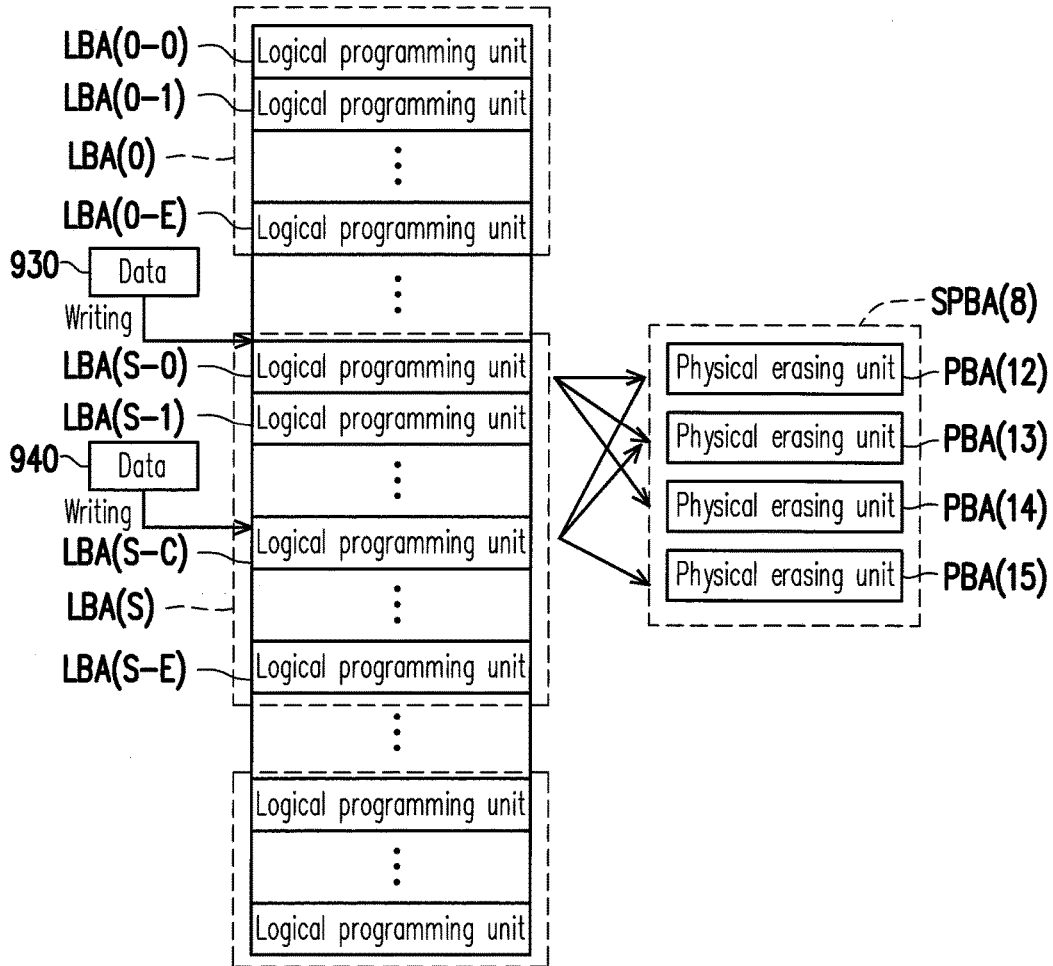 LBA(0-0) Logical programming unit
LBA(0-1) Logical programming unit
LBA(0)
LBA(0-E) Logical programming unit
930 Data
Writing
SPBA(8)
LBA(S-0) Logical programming unit
Physical erasing unit PBA(12)
LBA(S-1) Logical programming unit
Physical erasing unit PBA(13)
940 Data
Writing
Physical erasing unit PBA(14)
LBA(S-C) Logical programming unit
Physical erasing unit PBA(15)
LBA(S)
LBA(S-E) Logical programming unit
Logical programming unit
Logical programming unit